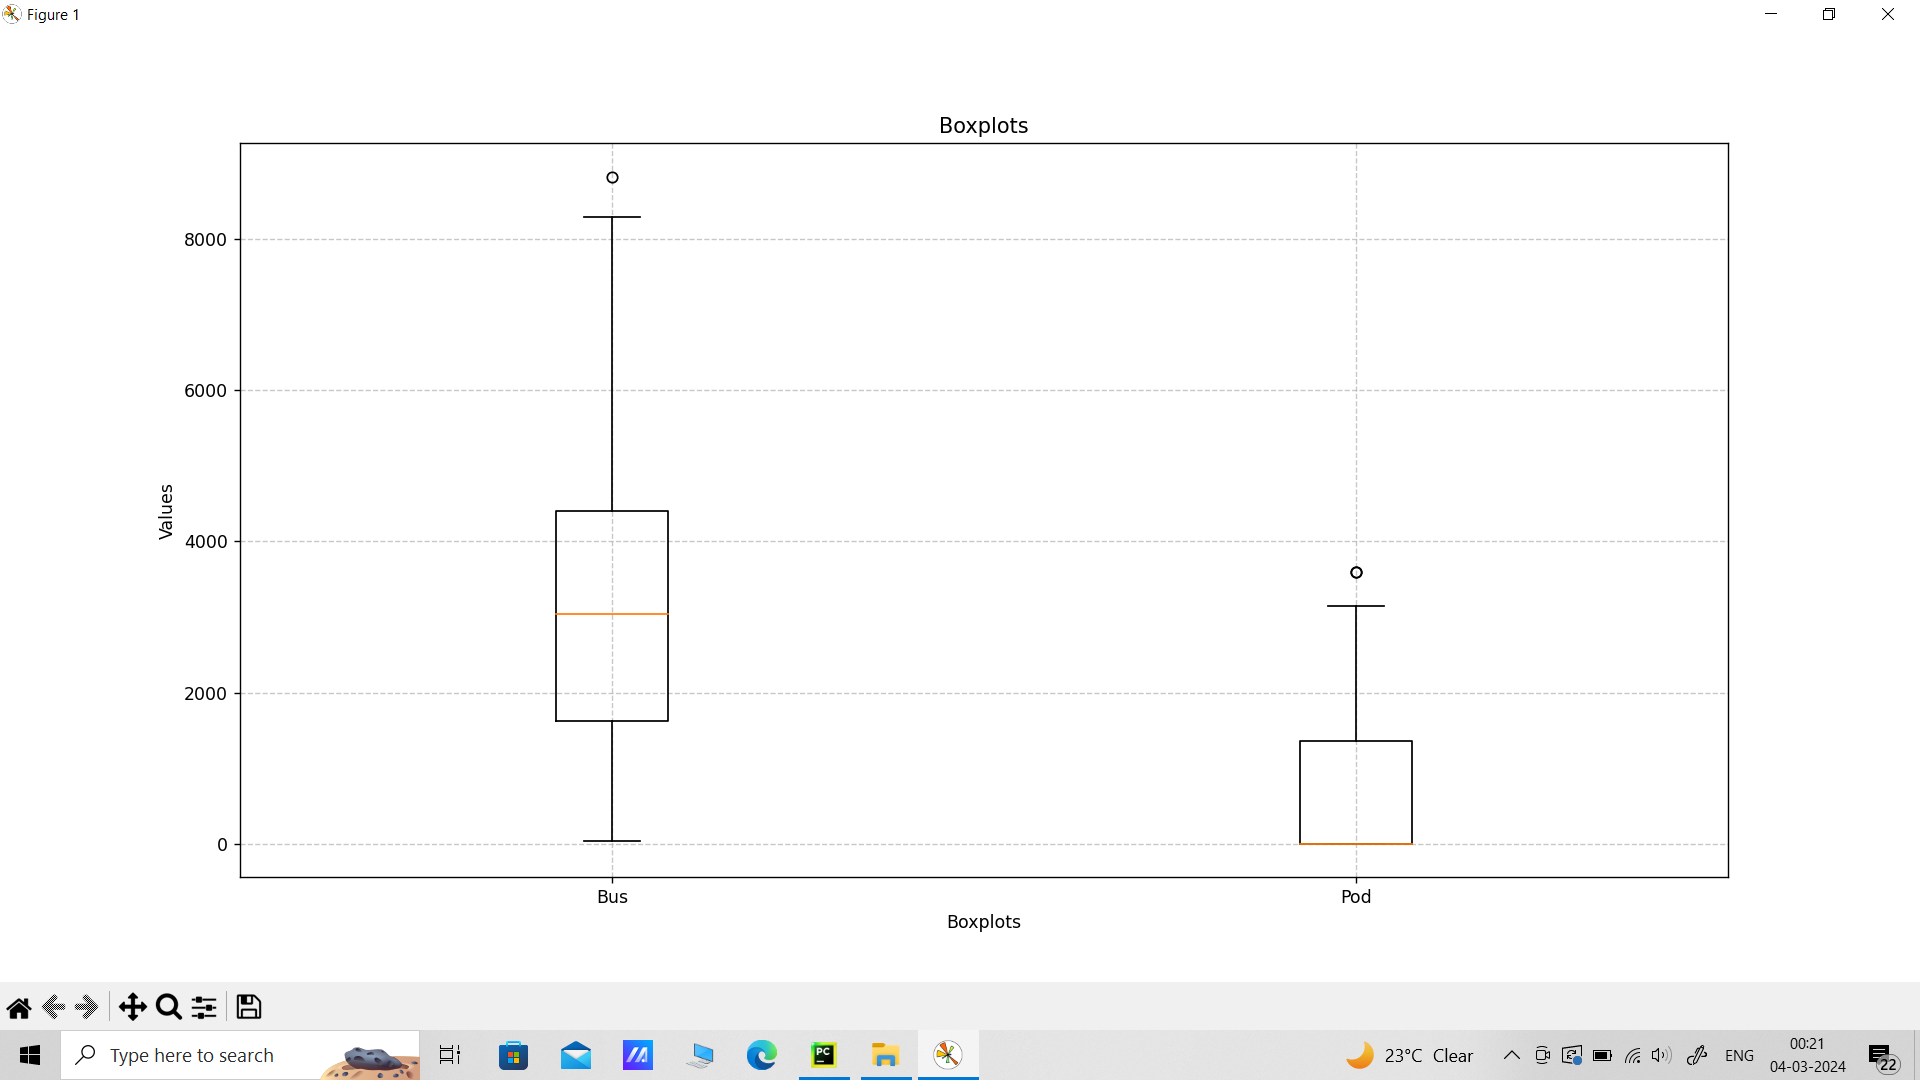 Figure 1
Boxplots
8000
6000
4000
2000
0
Values
Bus
Pod
Boxplots
Type here to search
PC
23°C Clear
ENG
00:21
04-03-2024
22